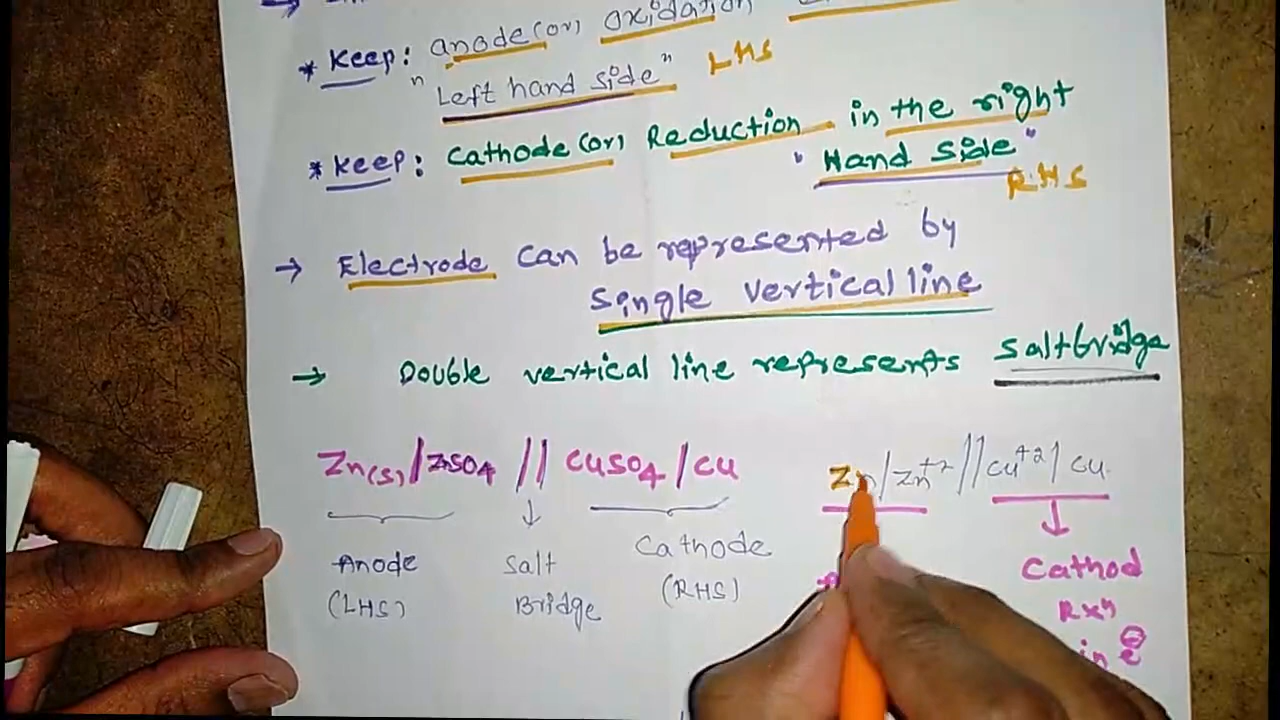 * Keep: anode (or) oxidation
"Left hand side" LHS
* Keep: Cathode (or) Reduction in the right
"Hand side"
RHS
→ Electrode can be represented by
Single vertical line
→ Double vertical line represents Saltbridge
Zn(s)/ZSO4 // CuSO4/Cu
Zn/Zn+2//Cu+2/Cu
Anode Salt Cathode
(LHS) Bridge (RHS)
Cathod
Rxn
in e⊖